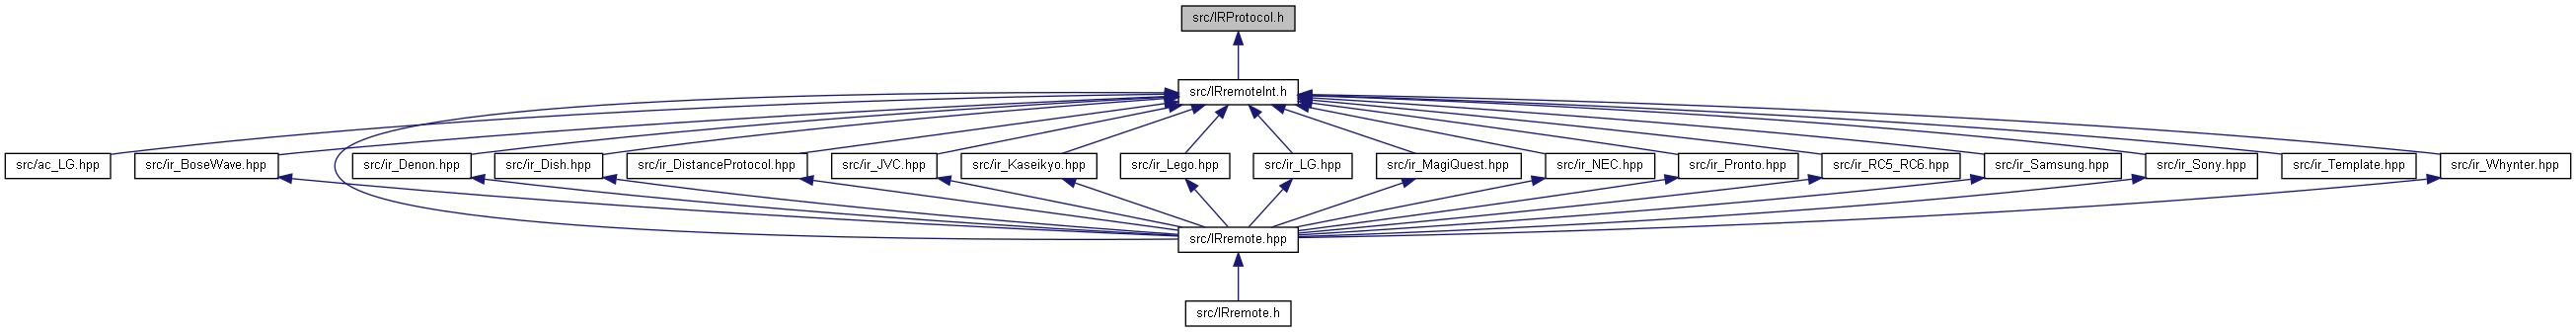 src/IRProtocol.h
src/IRremoteInt.h
src/ac_LG.hpp
src/ir_BoseWave.hpp
src/ir_Denon.hpp
src/ir_Dish.hpp
src/ir_DistanceProtocol.hpp
src/ir_JVC.hpp
src/ir_Kaseikyo.hpp
src/ir_Lego.hpp
src/ir_LG.hpp
src/ir_MagiQuest.hpp
src/ir_NEC.hpp
src/ir_Pronto.hpp
src/ir_RC5_RC6.hpp
src/ir_Samsung.hpp
src/ir_Sony.hpp
src/ir_Template.hpp
src/ir_Whynter.hpp
src/IRremote.hpp
src/IRremote.h